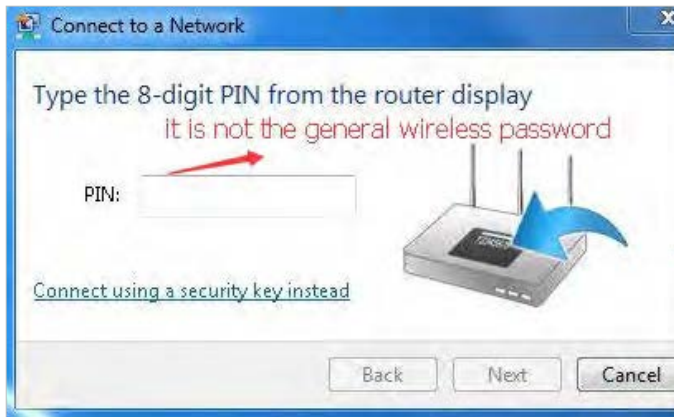 Connect to a Network
Type the 8-digit PIN from the router display
it is not the general wireless password
PIN:
Connect using a security key instead
Back
Next
Cancel